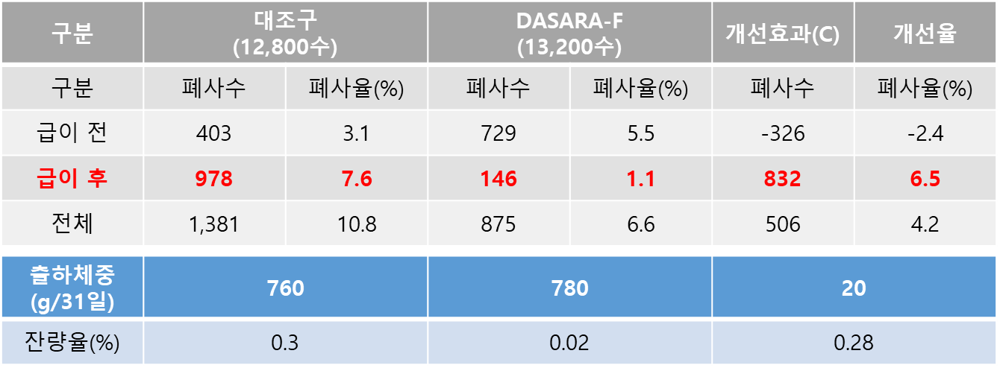 구분 대조구 (12,800수) DASARA-F (13,200수) 개선효과(C) 개선율
구분 폐사수 폐사율(%) 폐사수 폐사율(%) 폐사수 폐사율(%)
급이 전 403 3.1 729 5.5 -326 -2.4
급이 후 978 7.6 146 1.1 832 6.5
전체 1,381 10.8 875 6.6 506 4.2
출하체중 (g/31일) 760 780 20
잔량율(%) 0.3 0.02 0.28